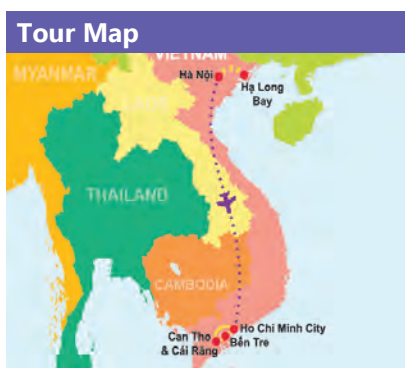 Tour Map
VIETNAM
MYANMAR
Hà Nội
Hạ Long
Bay
LAOS
THAILAND
CAMBODIA
Ho Chi Minh City
Can Tho
& Cái Răng
Bến Tre